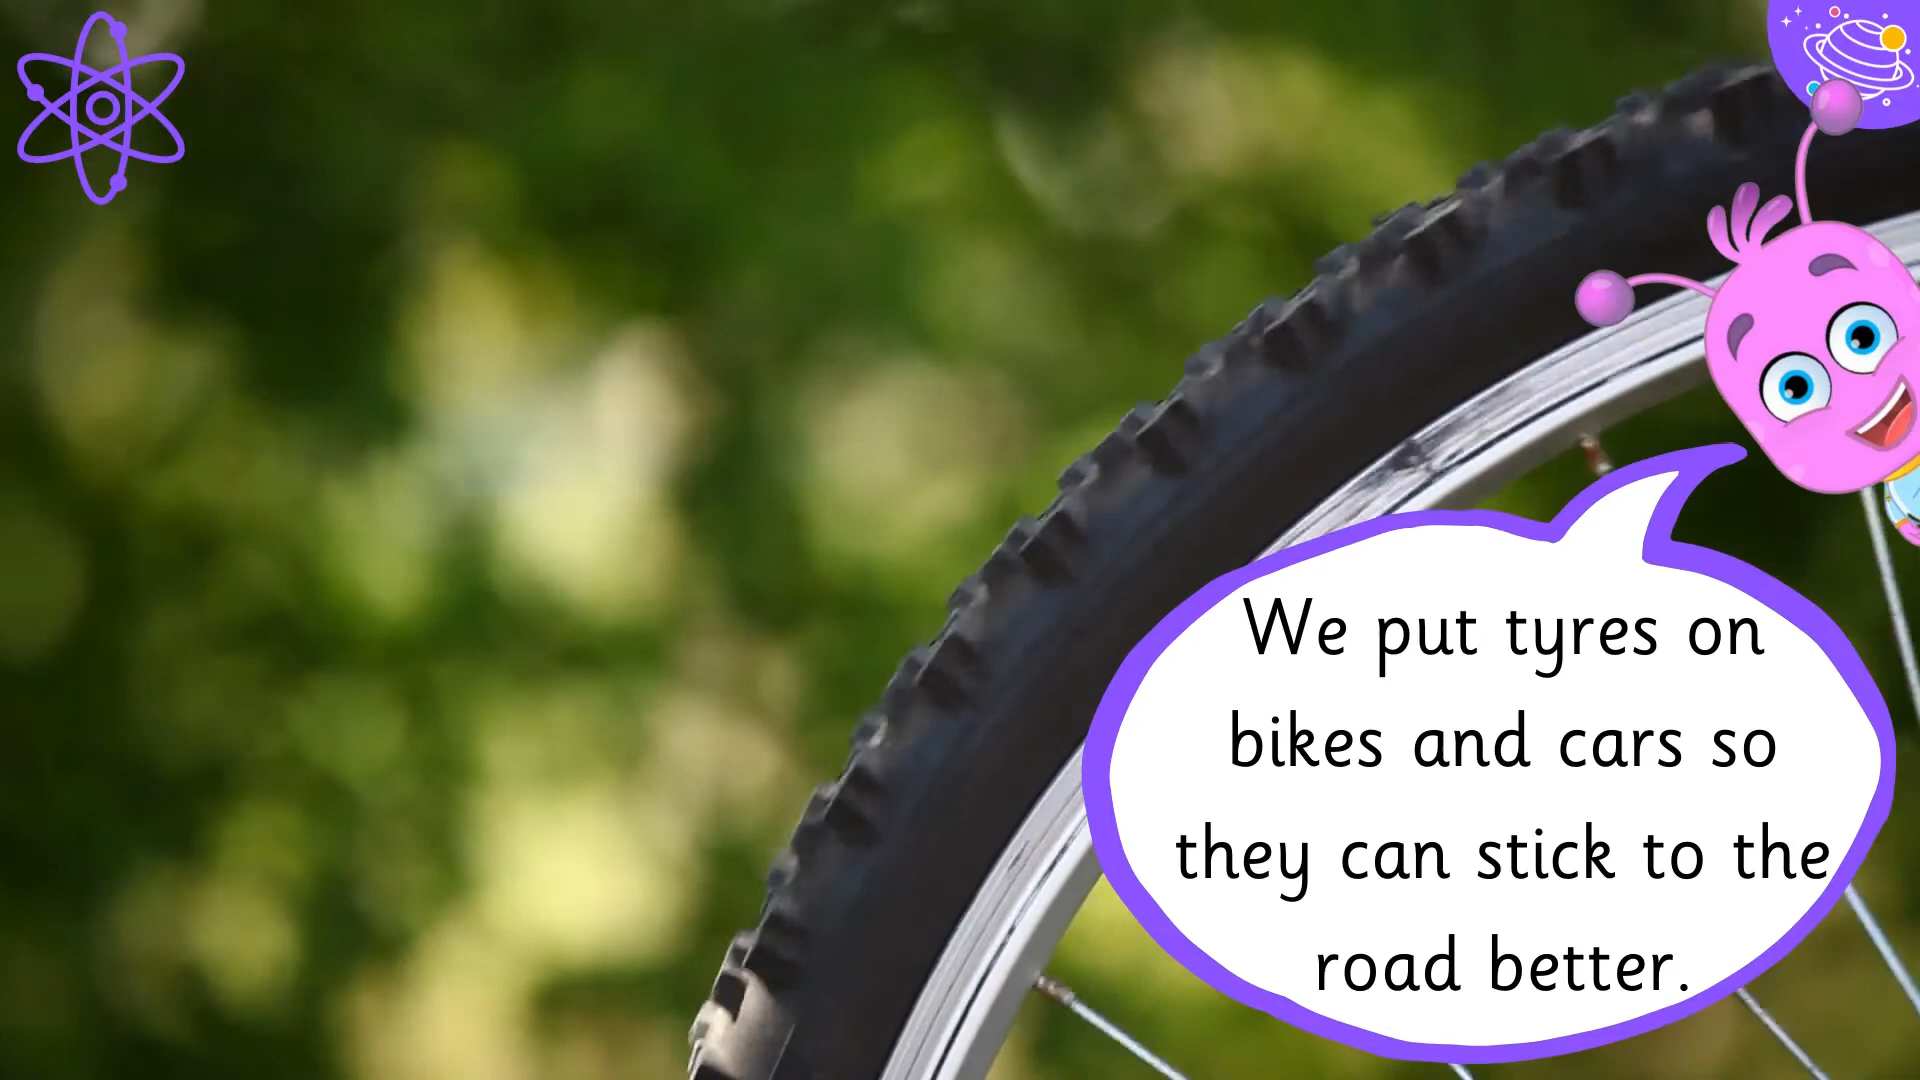 We put tyres on
bikes and cars so
they can stick to the
road better.